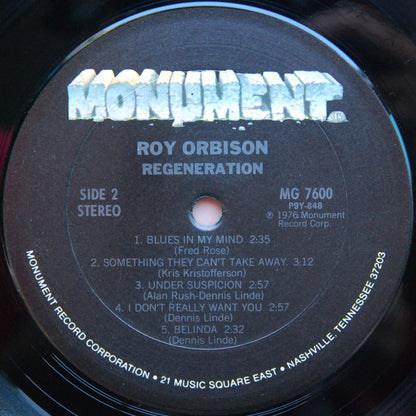 MONUMENT
ROY ORBISON
REGENERATION
SIDE 2
STEREO
MG 7600
PSY-848
℗ 1976 Monument
Record Corp.
1. BLUES IN MY MIND 2:35
(Fred Rose)
2. SOMETHING THEY CAN'T TAKE AWAY 3:12
(Kris Kristofferson)
3. UNDER SUSPICION 2:57
(Alan Rush-Dennis Linde)
4. I DON'T REALLY WANT YOU 2:57
(Dennis Linde)
5. BELINDA 2:32
(Dennis Linde)
MONUMENT RECORD CORPORATION • 21 MUSIC SQUARE EAST • NASHVILLE, TENNESSEE 37203